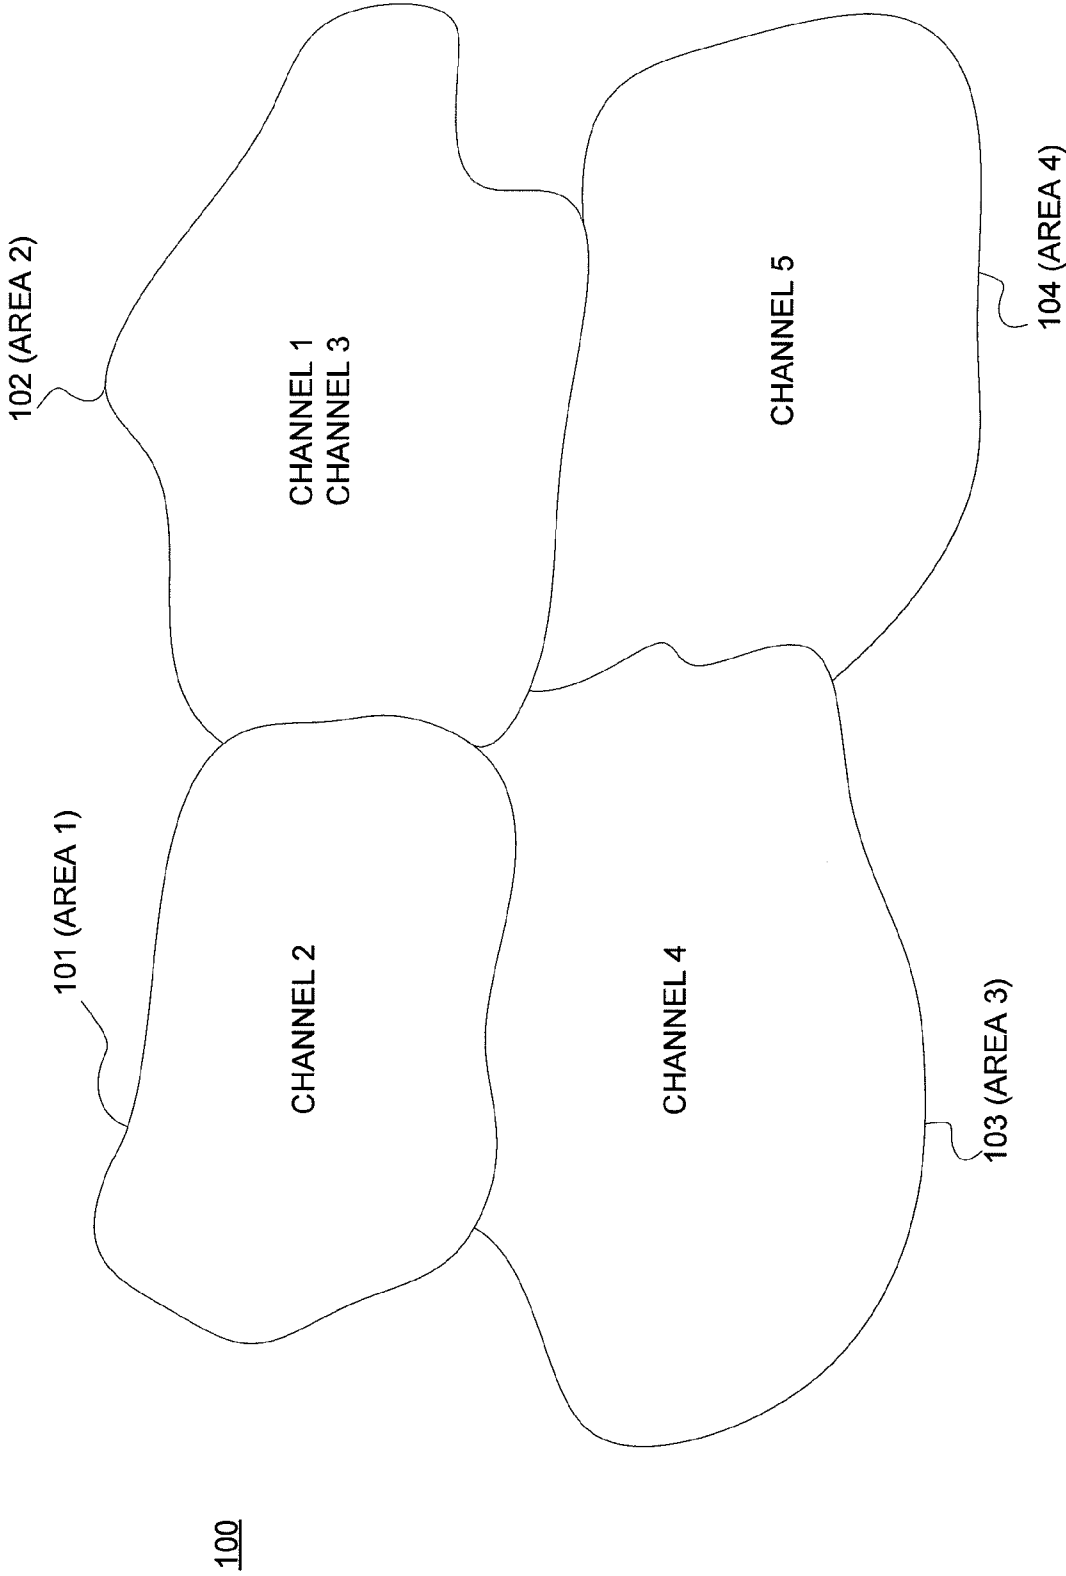 102 (AREA 2)
101 (AREA 1)
CHANNEL 2
CHANNEL 1
CHANNEL 3
CHANNEL 4
CHANNEL 5
103 (AREA 3)
104 (AREA 4)
100